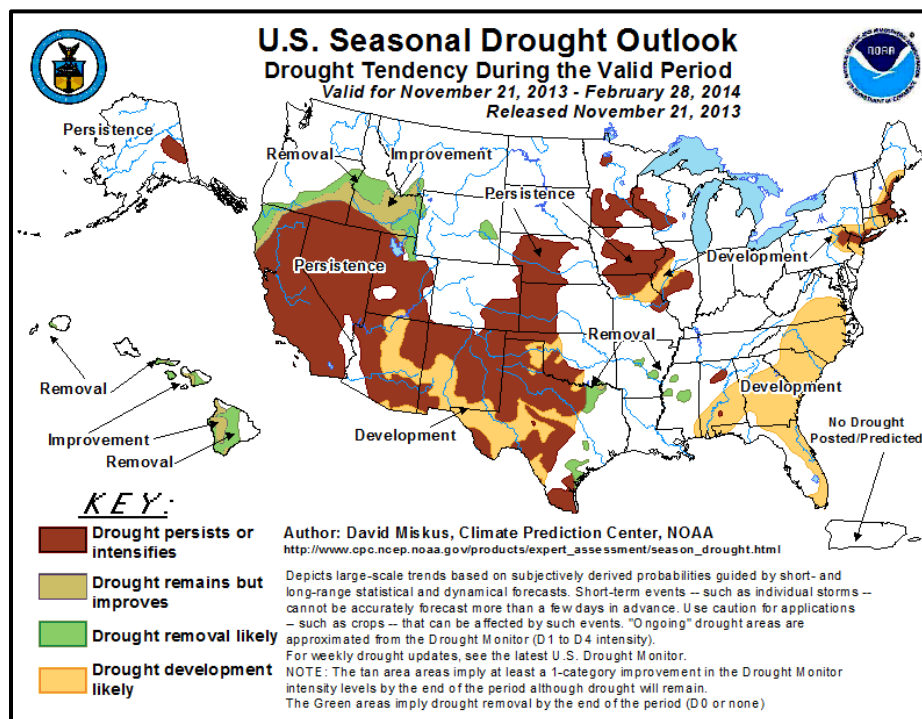 U.S. Seasonal Drought Outlook
Drought Tendency During the Valid Period
Valid for November 21, 2013 - February 28, 2014
Released November 21, 2013
NOAA
Persistence
Removal
Improvement
Persistence
Persistence
Development
Removal
Development
Development
Removal
Improvement
Removal
No Drought
Posted/Predicted
KEY:
Drought persists or
intensifies
Drought remains but
improves
Drought removal likely
Drought development
likely
Author: David Miskus, Climate Prediction Center, NOAA
http://www.cpc.ncep.noaa.gov/products/expert_assessment/season_drought.html
Depicts large-scale trends based on subjectively derived probabilities guided by short- and
long-range statistical and dynamical forecasts. Short-term events -- such as individual storms --
cannot be accurately forecast more than a few days in advance. Use caution for applications
-- such as crops -- that can be affected by such events. "Ongoing" drought areas are
approximated from the Drought Monitor (D1 to D4 intensity).
For weekly drought updates, see the latest U.S. Drought Monitor.
NOTE: The tan area areas imply at least a 1-category improvement in the Drought Monitor
intensity levels by the end of the period although drought will remain.
The Green areas imply drought removal by the end of the period (D0 or none)